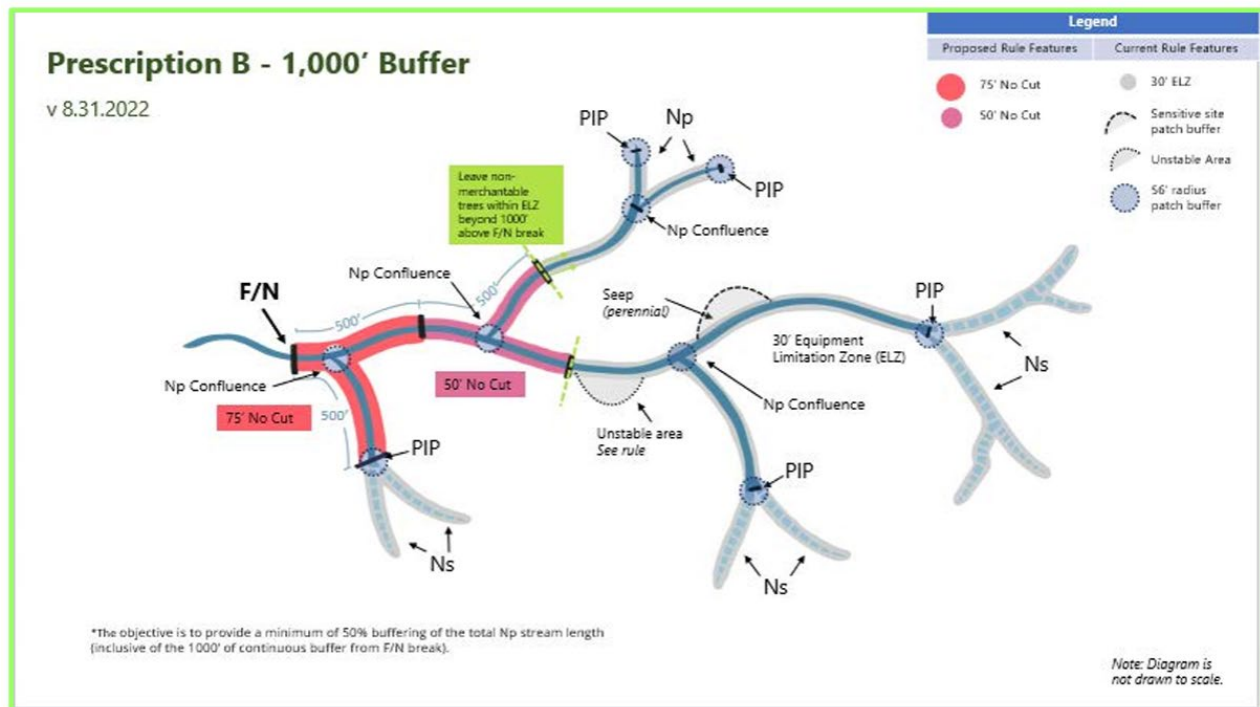 Prescription B - 1,000’ Buffer
v 8.31.2022
Legend
Proposed Rule Features
Current Rule Features
75’ No Cut
50’ No Cut
30’ ELZ
Sensitive site
patch buffer
Unstable Area
56’ radius
patch buffer
PIP
Np
PIP
Leave non-
merchantable
trees within ELZ
beyond 1000’
above F/N break
Np Confluence
Np Confluence
500’
F/N
500’
Seep
(perennial)
PIP
30’ Equipment
Limitation Zone (ELZ)
Ns
Np Confluence
50’ No Cut
Np Confluence
75’ No Cut
500’
Unstable area
See rule
PIP
PIP
Ns
Ns
*The objective is to provide a minimum of 50% buffering of the total Np stream length
(inclusive of the 1000’ of continuous buffer from F/N break).
Note: Diagram is
not drawn to scale.